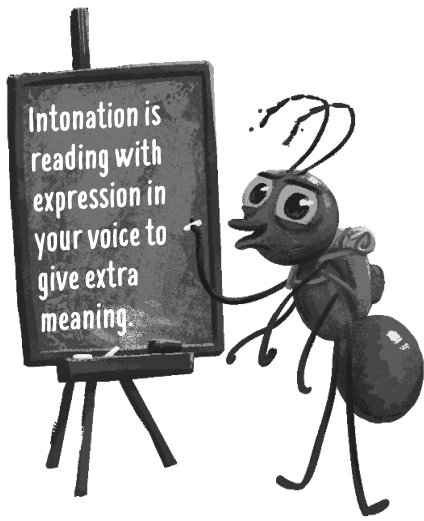 Intonation is
reading with
expression in
your voice to
give extra
meaning.